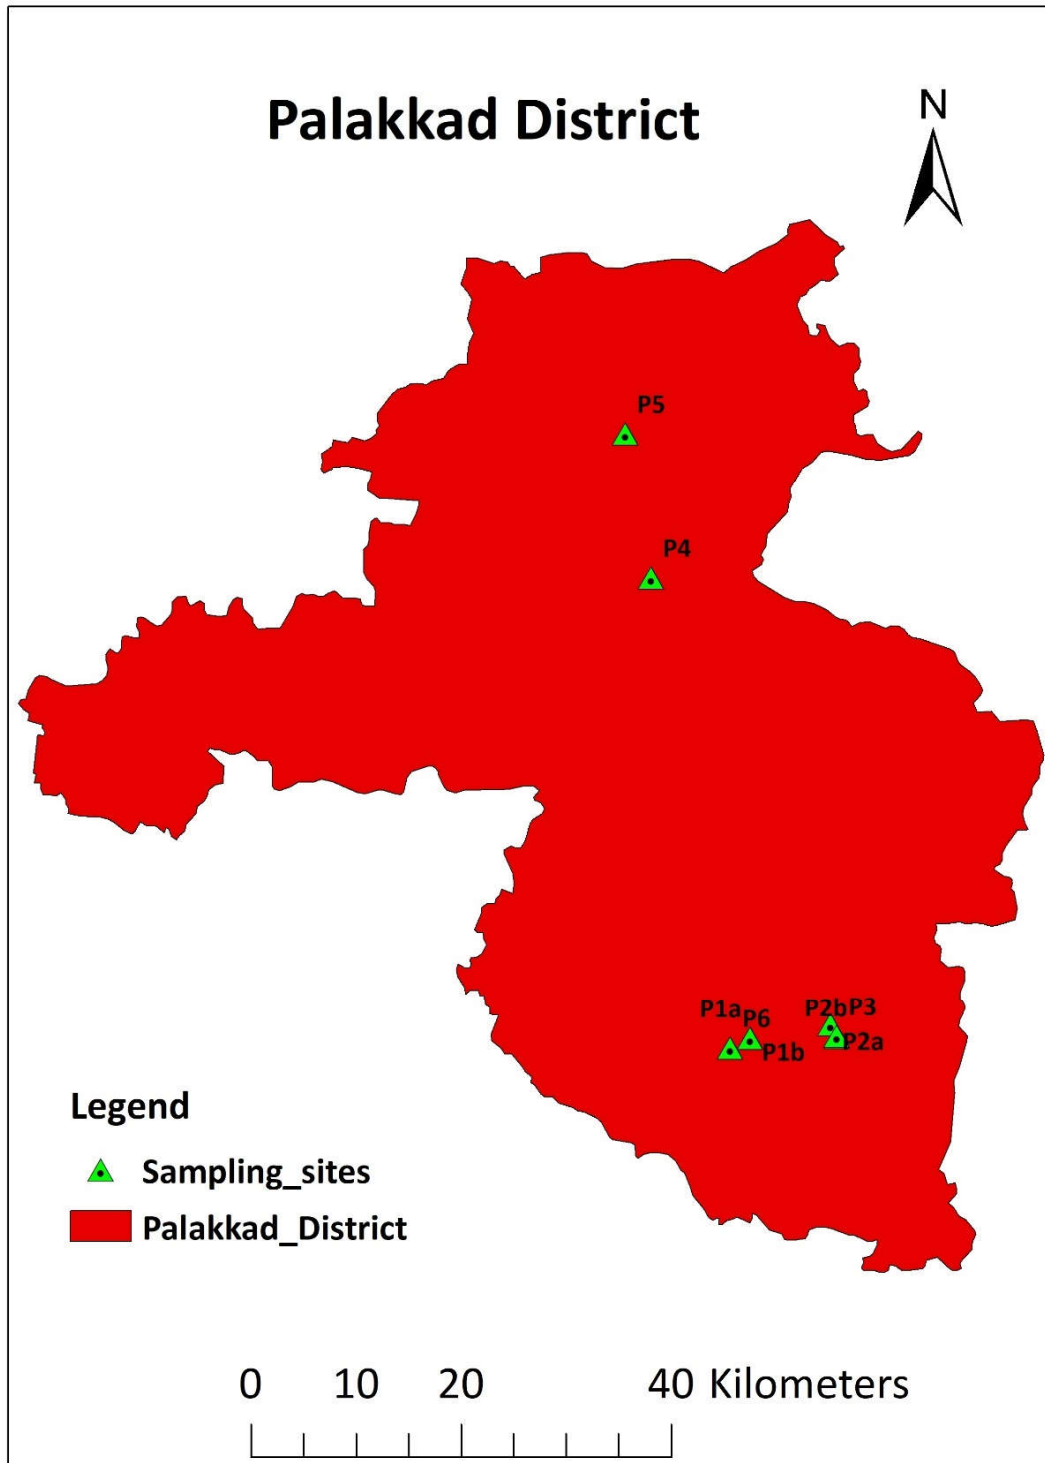 Palakkad District
N
P5
P4
P1a
P6
P1b
P2bP3
P2a
Legend
Sampling_sites
Palakkad_District
0 10 20 40 Kilometers